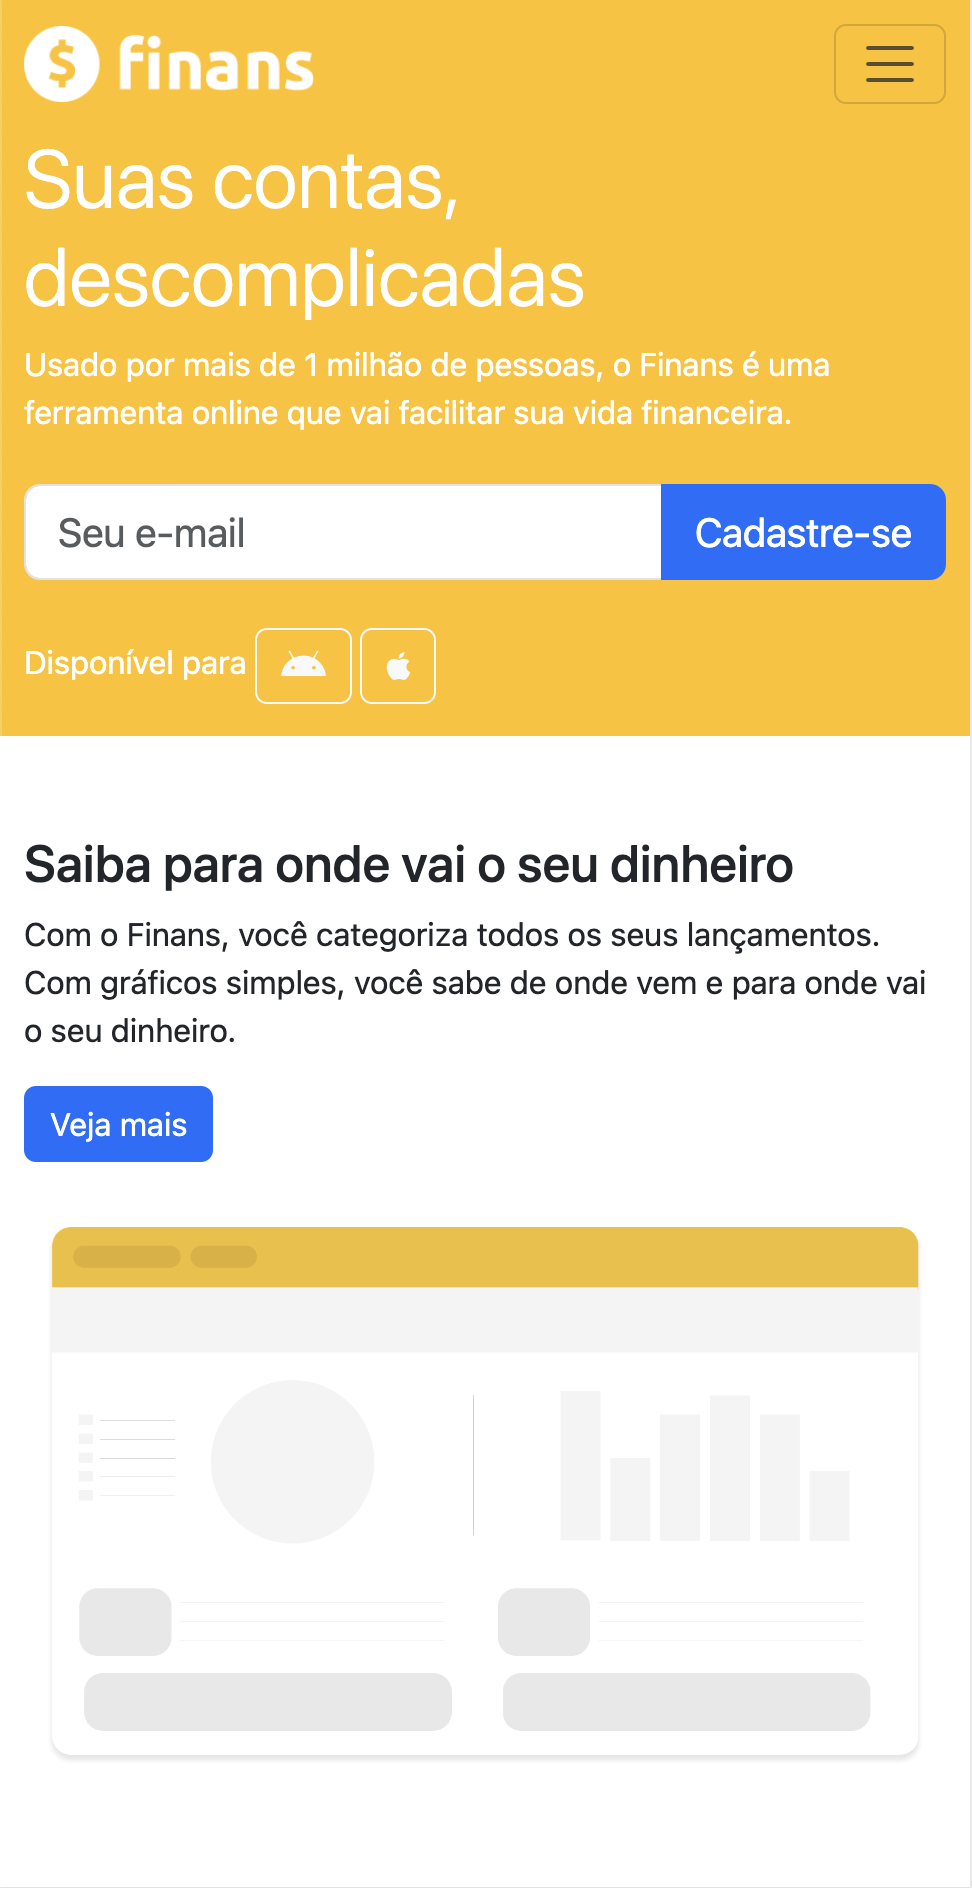 finans
Suas contas,
descomplicadas
Usado por mais de 1 milhão de pessoas, o Finans é uma
ferramenta online que vai facilitar sua vida financeira.
Seu e-mail
Cadastre-se
Disponível para
Saiba para onde vai o seu dinheiro
Com o Finans, você categoriza todos os seus lançamentos.
Com gráficos simples, você sabe de onde vem e para onde vai
o seu dinheiro.
Veja mais